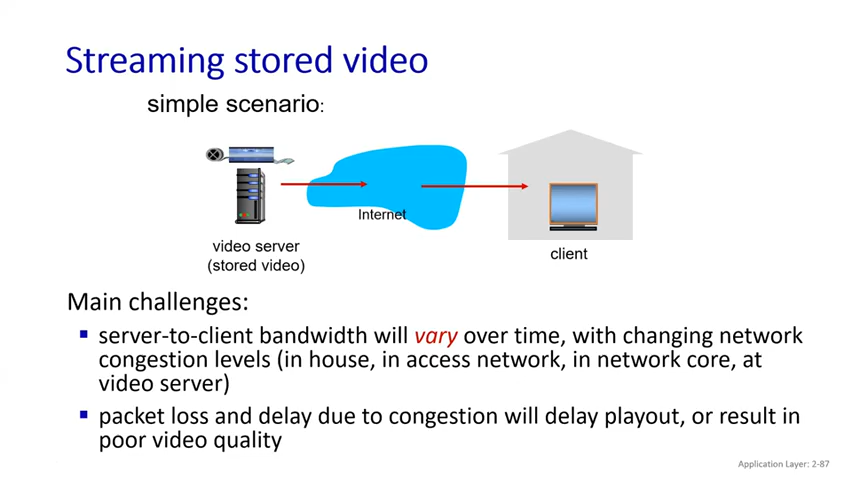 Streaming stored video
simple scenario:
Internet
video server
(stored video)
client
Main challenges:
▪ server-to-client bandwidth will vary over time, with changing network
congestion levels (in house, in access network, in network core, at
video server)
▪ packet loss and delay due to congestion will delay playout, or result in
poor video quality
Application Layer: 2-87